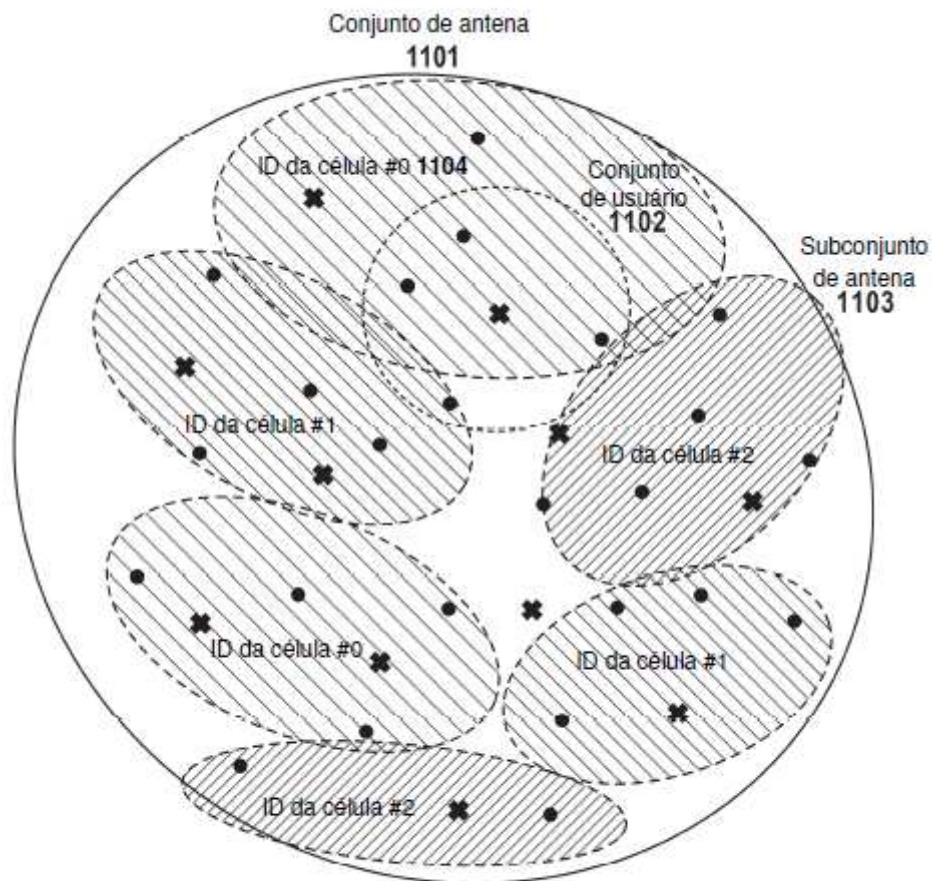 Conjunto de antena
1101
ID da célula #0 1104
Conjunto
de usuário
1102
Subconjunto
de antena
1103
ID da célula #1
ID da célula #2
ID da célula #0
ID da célula #1
ID da célula #2